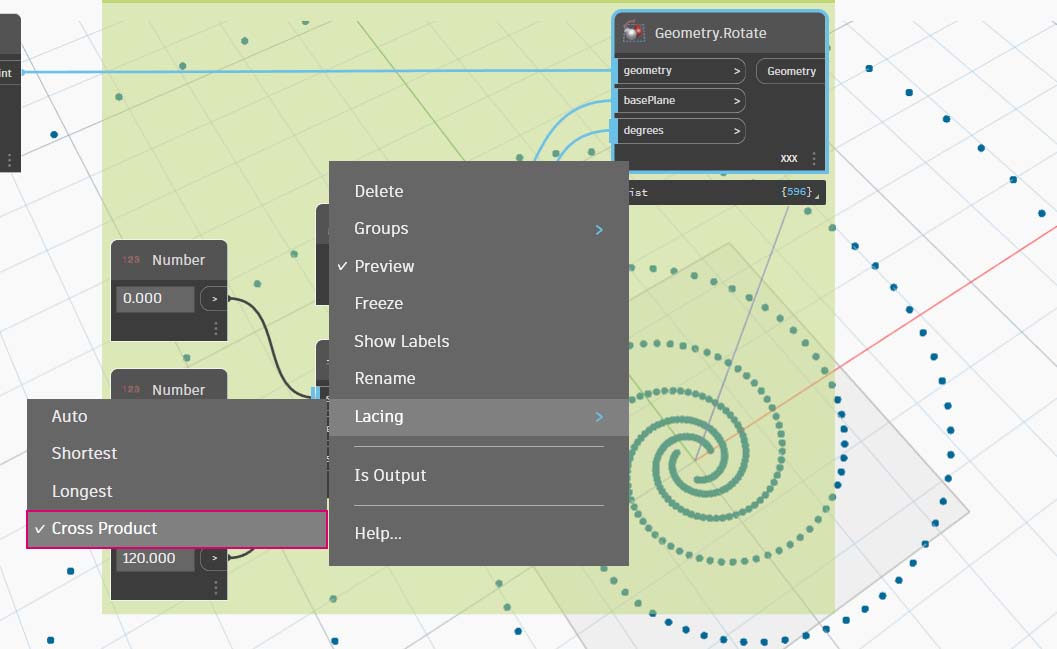 int
Geometry.Rotate
geometry >
Geometry
basePlane >
degrees >
XXX
ist {596}
Delete
Groups >
✓ Preview
Freeze
Show Labels
Rename
Lacing >
Is Output
Help...
123 Number
0.000 >
123 Number
Auto
Shortest
Longest
✓ Cross Product
120.000 >